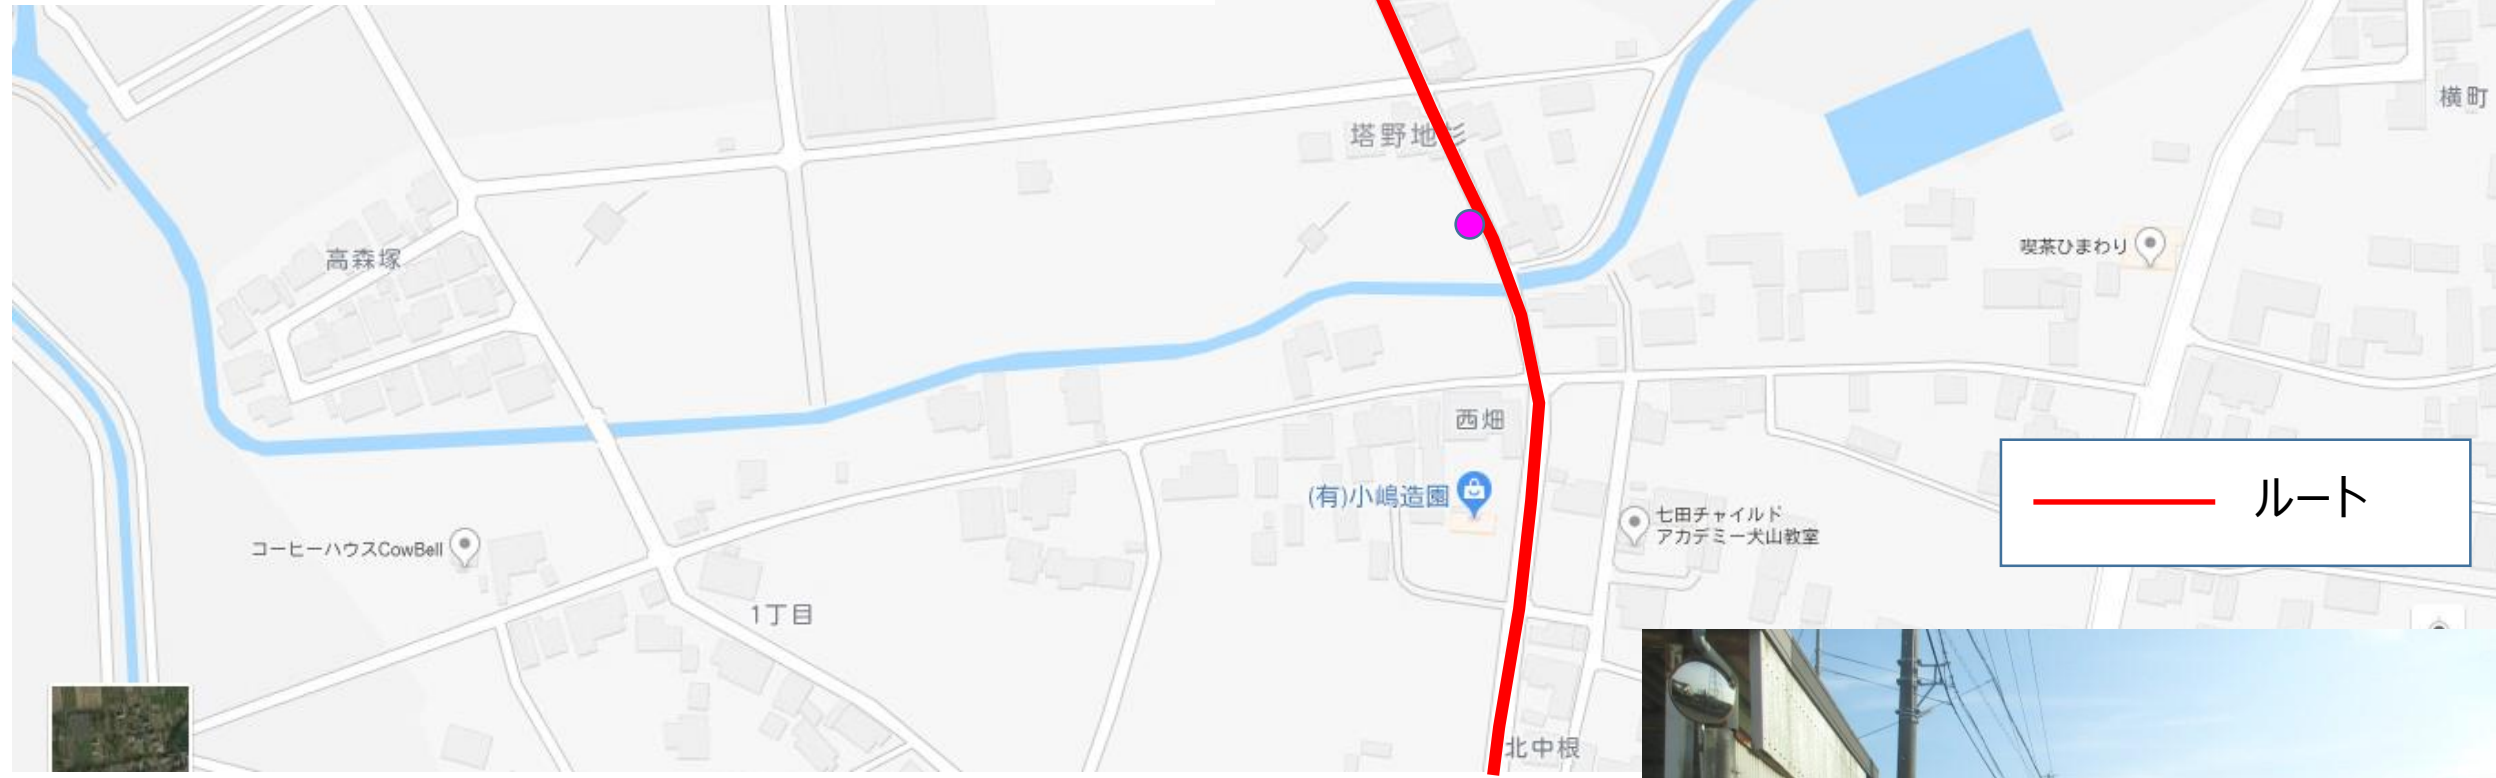 横町
塔野地杉
喫茶ひまわり
高森塚
西畑
(有)小嶋造園
ルート
七田チャイルド
アカデミー犬山教室
コーヒーハウスCowBell
1丁目
北中根